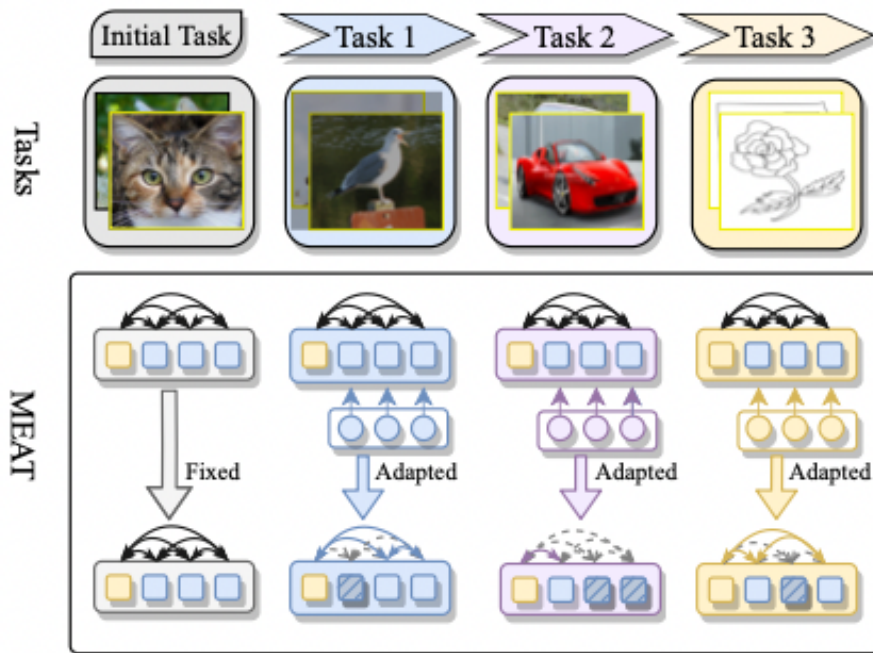 Initial Task
Task 1
Task 2
Task 3
Tasks
MEAT
Fixed
Adapted
Adapted
Adapted